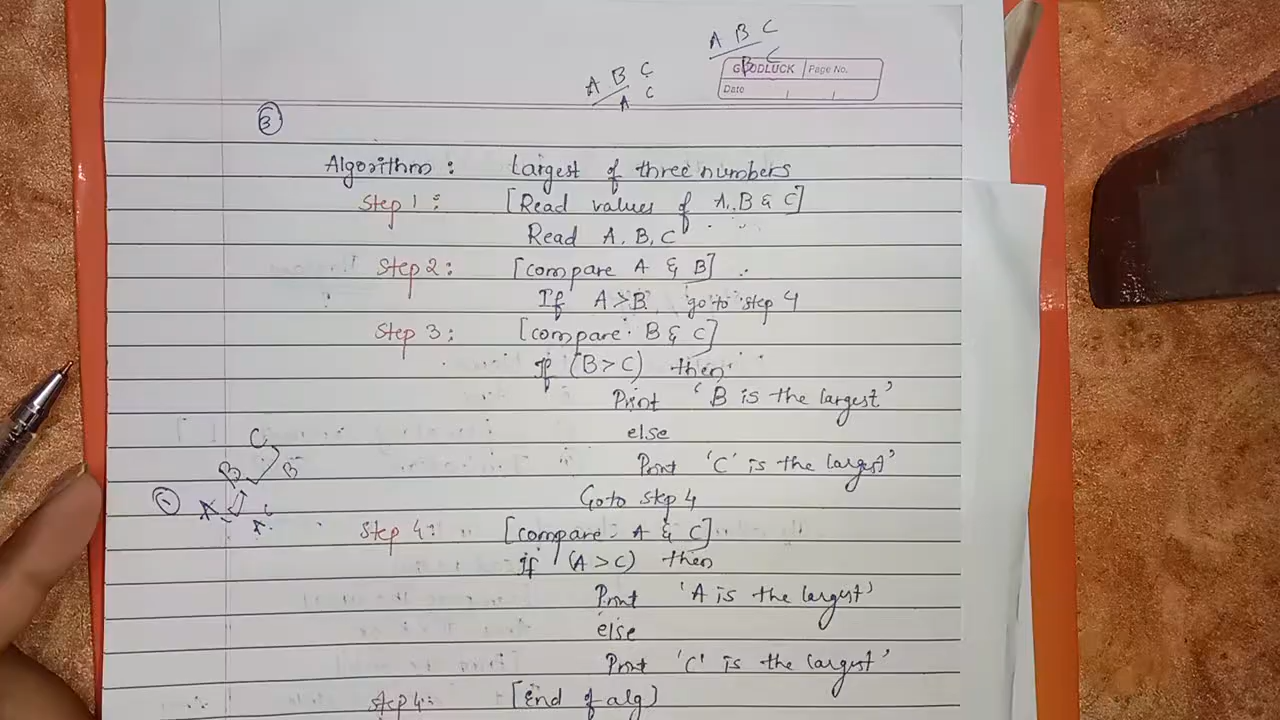 A B C
B C
A B C
A C
GOODLUCK Page No.
Date
3
Algorithm : Largest of three numbers
Step 1 : [Read values of A, B & C]
Read A, B, C
Step 2 : [compare A & B]
If A>B, go to step 4
Step 3 : [compare B & C]
If (B > C) then
Print 'B is the largest'
else
Print 'C' is the largest'
Goto step 4
Step 4 : [compare A & C]
if (A > C) then
Print 'A is the largest'
else
Print 'C' is the largest'
Step 4 : [End of alg]
C
B B
1 A
A C